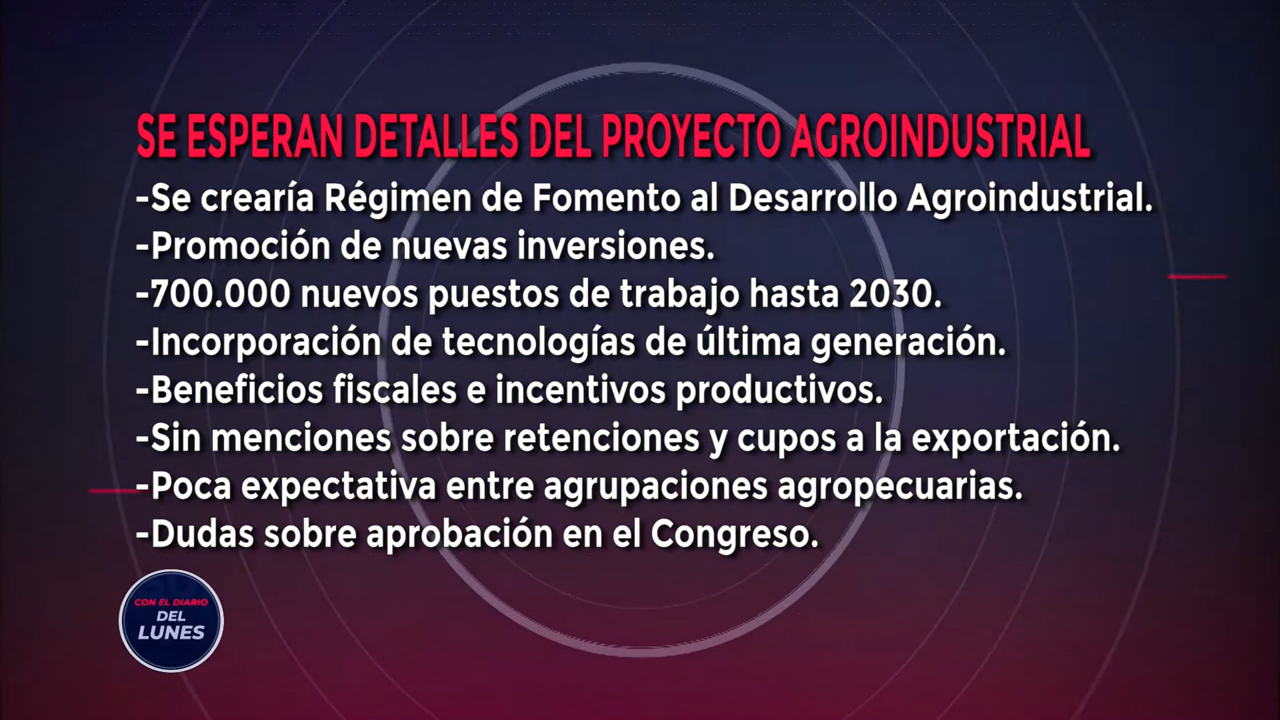 SE ESPERAN DETALLES DEL PROYECTO AGROINDUSTRIAL
-Se crearía Régimen de Fomento al Desarrollo Agroindustrial.
-Promoción de nuevas inversiones.
-700.000 nuevos puestos de trabajo hasta 2030.
-Incorporación de tecnologías de última generación.
-Beneficios fiscales e incentivos productivos.
-Sin menciones sobre retenciones y cupos a la exportación.
-Poca expectativa entre agrupaciones agropecuarias.
-Dudas sobre aprobación en el Congreso.
CON EL DIARIO
DEL
LUNES